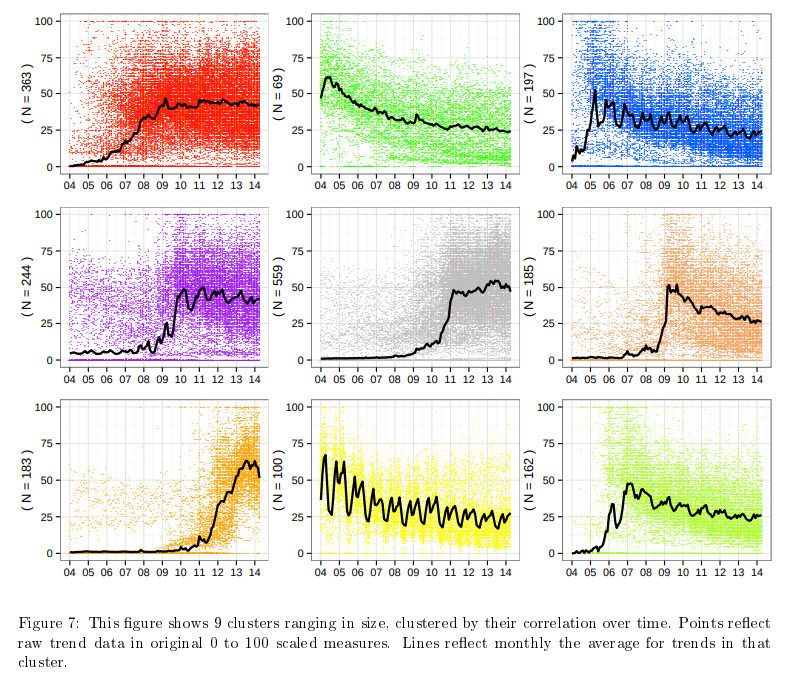 100
75
50
25
0
( N = 363 )
04 05 06 07 08 09 10 11 12 13 14
100
75
50
25
0
( N = 69 )
04 05 06 07 08 09 10 11 12 13 14
100
75
50
25
0
( N = 197 )
04 05 06 07 08 09 10 11 12 13 14
100
75
50
25
0
( N = 244 )
04 05 06 07 08 09 10 11 12 13 14
100
75
50
25
0
( N = 559 )
04 05 06 07 08 09 10 11 12 13 14
100
75
50
25
0
( N = 185 )
04 05 06 07 08 09 10 11 12 13 14
100
75
50
25
0
( N = 183 )
04 05 06 07 08 09 10 11 12 13 14
100
75
50
25
0
( N = 100 )
04 05 06 07 08 09 10 11 12 13 14
100
75
50
25
0
( N = 162 )
04 05 06 07 08 09 10 11 12 13 14
Figure 7: This figure shows 9 clusters ranging in size, clustered by their correlation over time. Points reflect
raw trend data in original 0 to 100 scaled measures. Lines reflect monthly the average for trends in that
cluster.